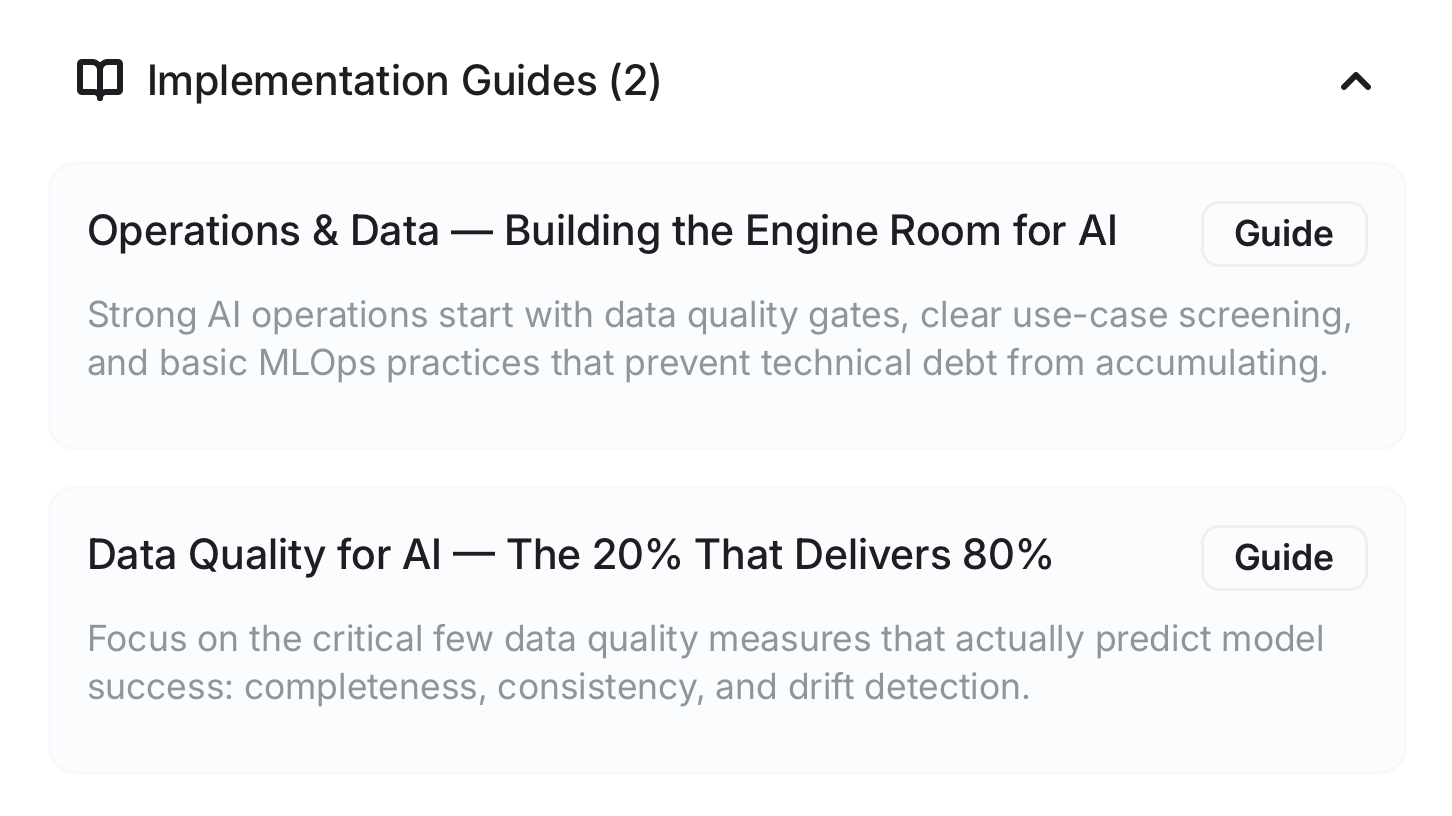 Implementation Guides (2)
Operations & Data — Building the Engine Room for AI
Guide
Strong AI operations start with data quality gates, clear use-case screening,
and basic MLOps practices that prevent technical debt from accumulating.
Data Quality for AI — The 20% That Delivers 80%
Guide
Focus on the critical few data quality measures that actually predict model
success: completeness, consistency, and drift detection.